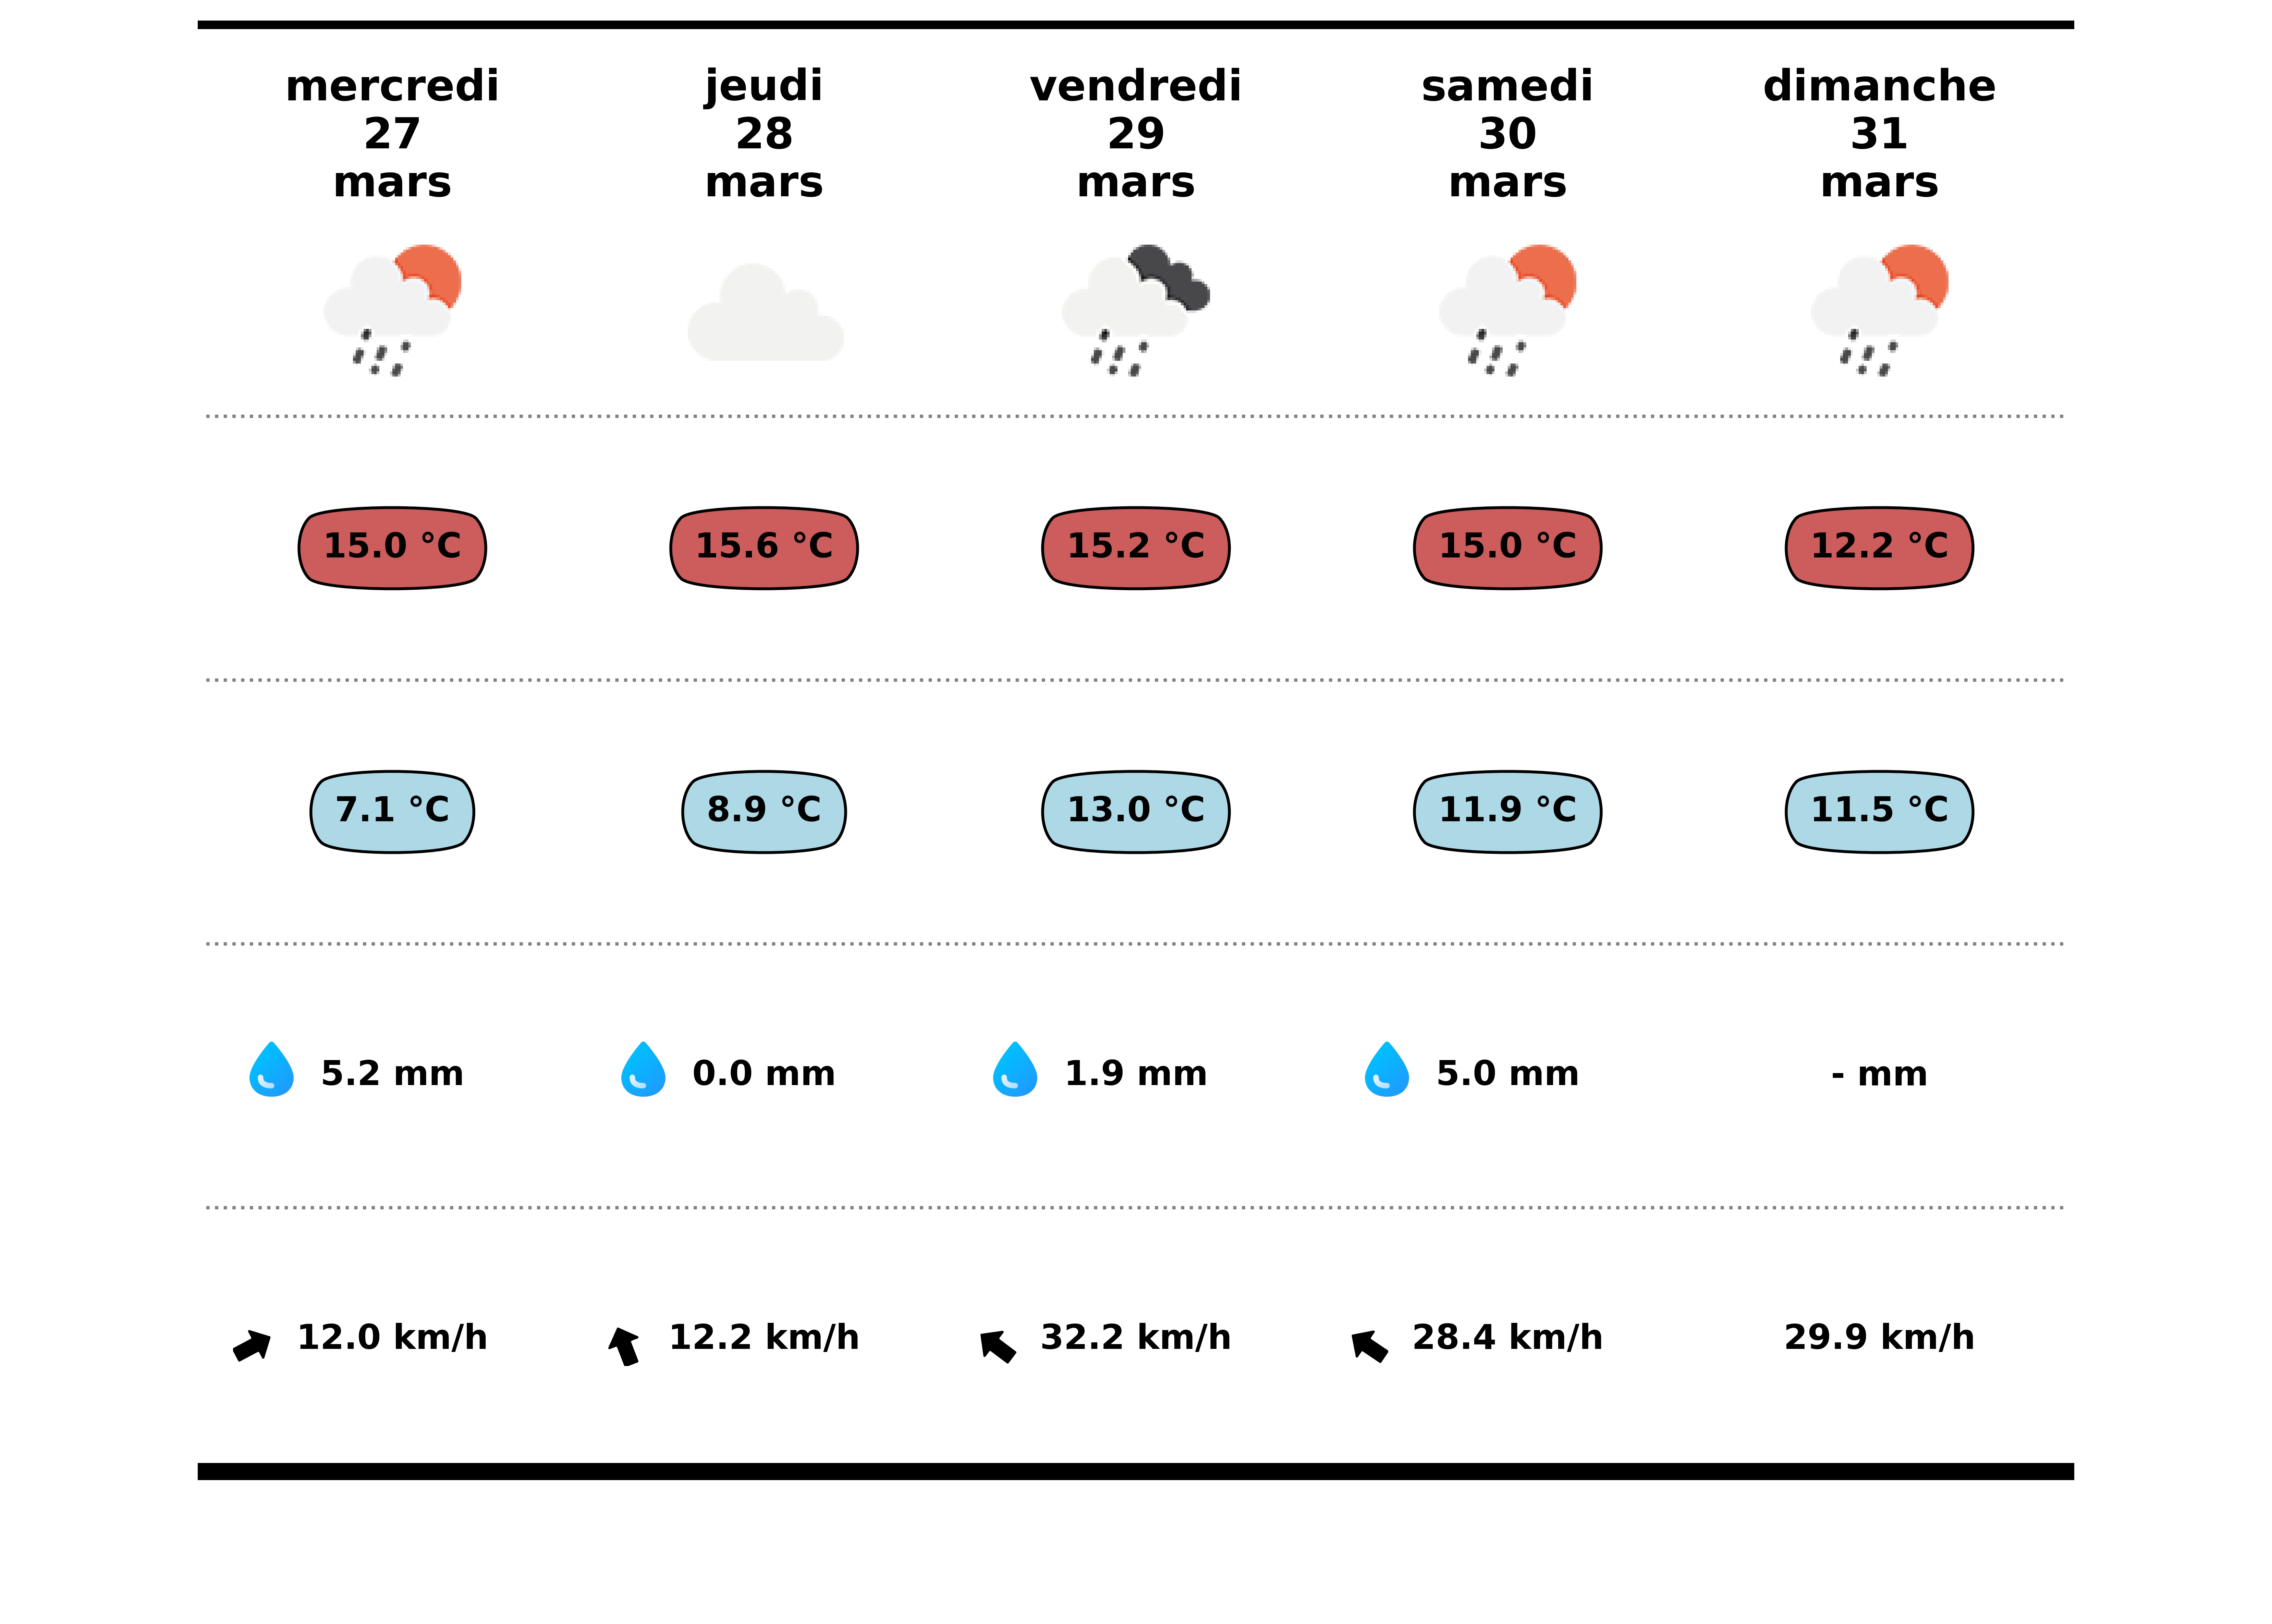 mercredi
27
mars
jeudi
28
mars
vendredi
29
mars
samedi
30
mars
dimanche
31
mars
15.0 °C
15.6 °C
15.2 °C
15.0 °C
12.2 °C
7.1 °C
8.9 °C
13.0 °C
11.9 °C
11.5 °C
5.2 mm
0.0 mm
1.9 mm
5.0 mm
- mm
12.0 km/h
12.2 km/h
32.2 km/h
28.4 km/h
29.9 km/h